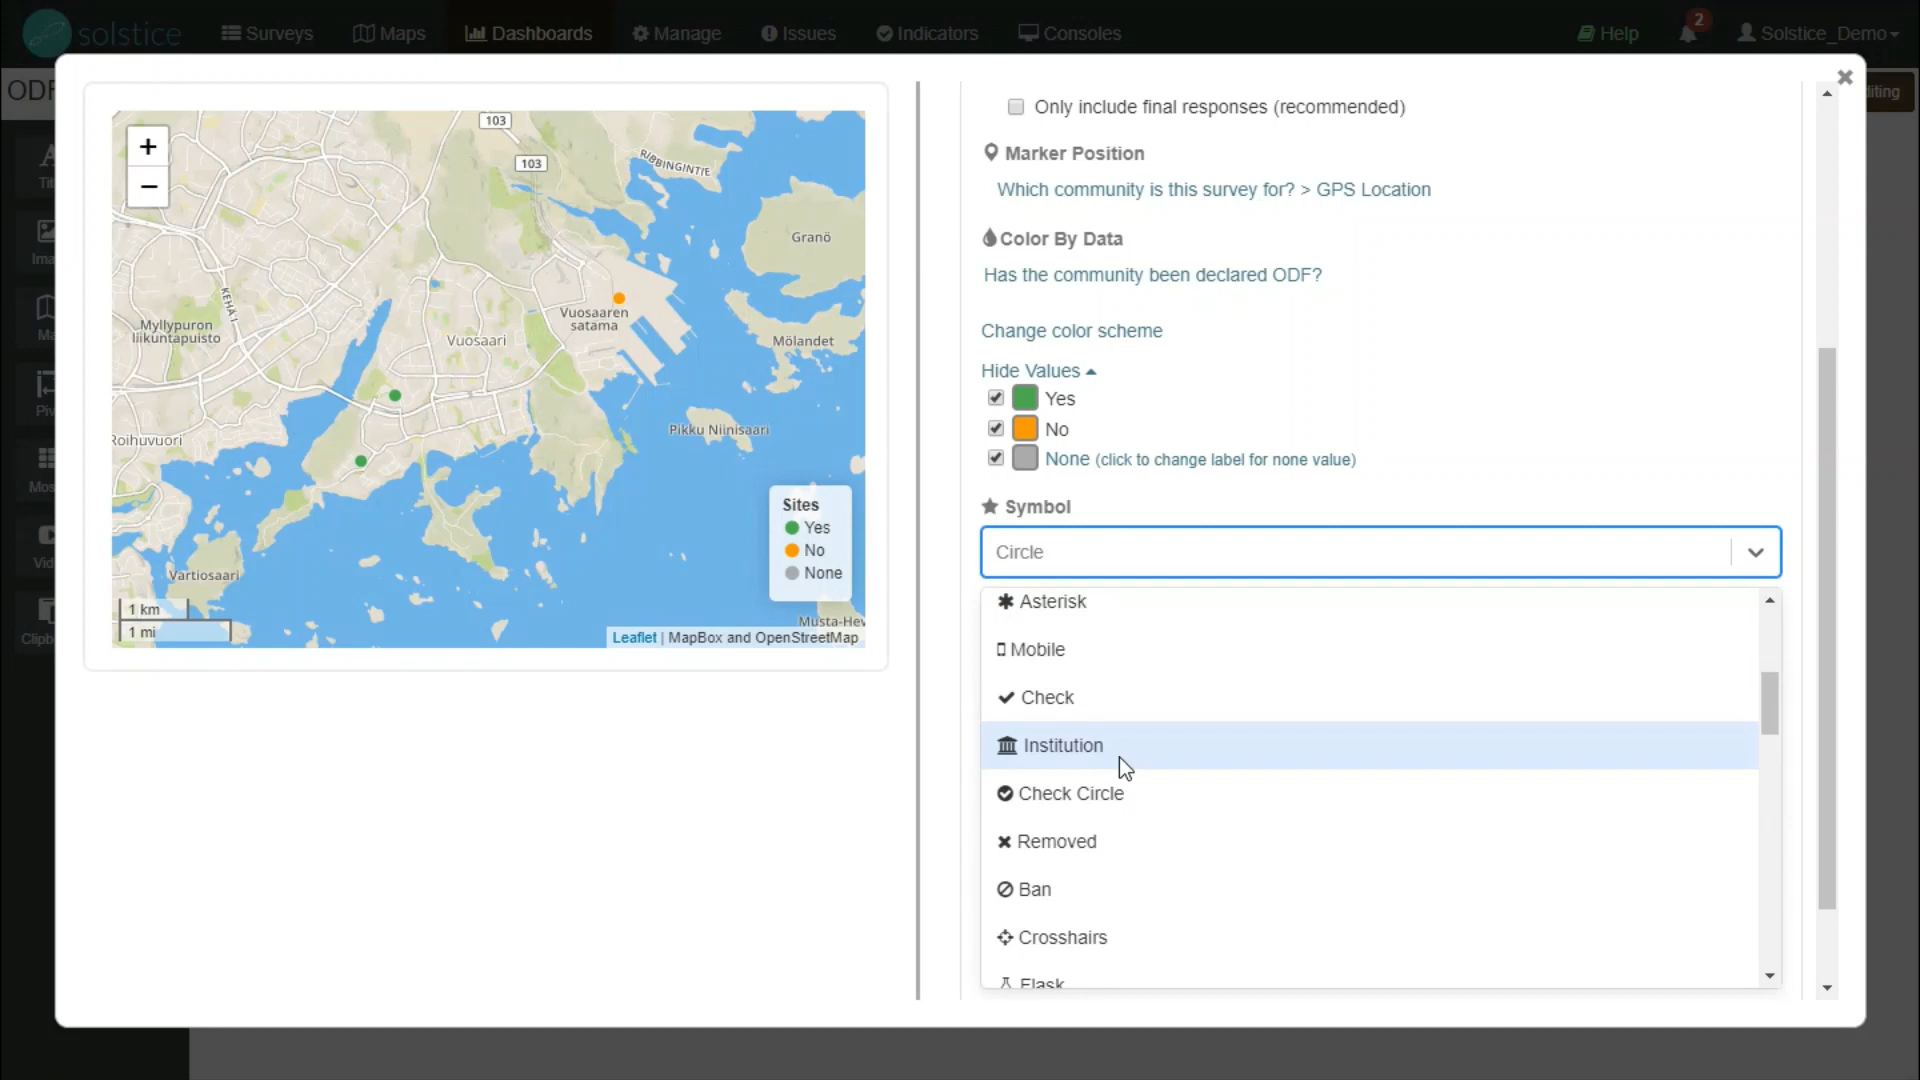 solstice
Surveys
Maps
Dashboards
Manage
Issues
Indicators
Consoles
Help
2
Solstice_Demo
ODF
iting
+
−
103
103
RIBBINGINTIE
Granö
KEHÄ I
Myllypuron
liikuntapuisto
Vuosaaren
satama
Vuosaari
Mölandet
Roihuvuori
Pikku Niinisaari
Vartiosaari
Musta-Hev
1 km
1 mi
Sites
Yes
No
None
Leaflet | MapBox and OpenStreetMap
Only include final responses (recommended)
Marker Position
Which community is this survey for? > GPS Location
Color By Data
Has the community been declared ODF?
Change color scheme
Hide Values
Yes
No
None (click to change label for none value)
Symbol
Circle
Asterisk
Mobile
Check
Institution
Check Circle
Removed
Ban
Crosshairs
Flask